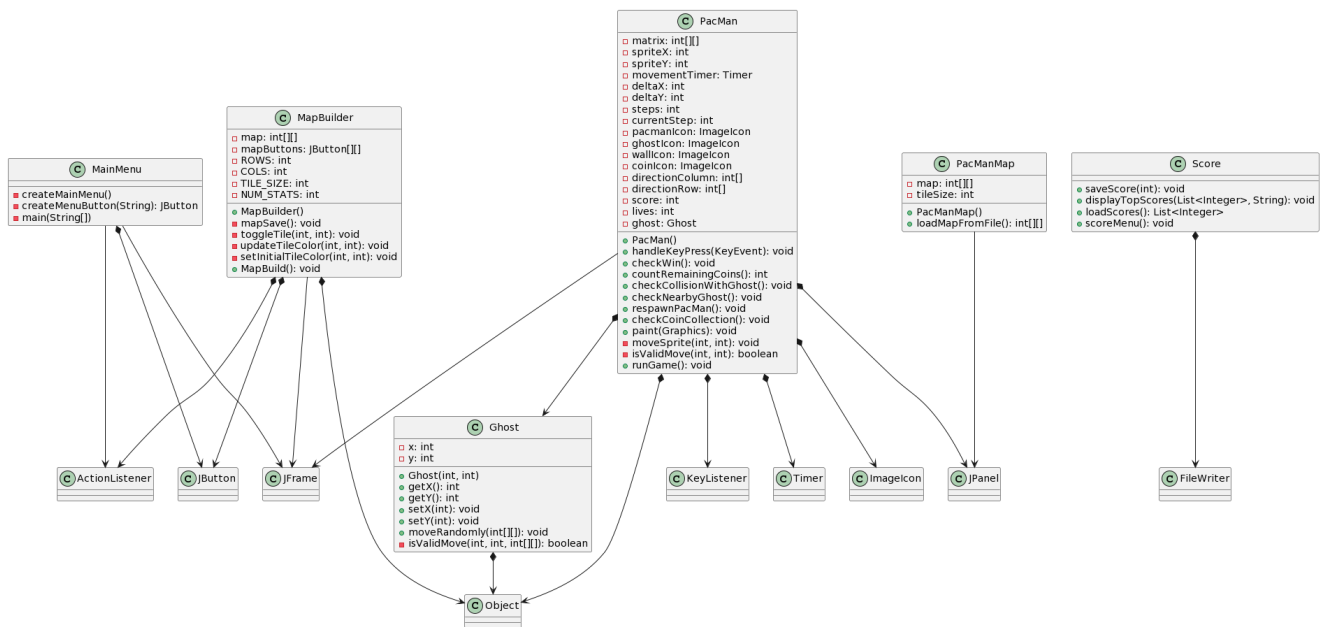 C PacMan
matrix: int[][]
spriteX: int
spriteY: int
movementTimer: Timer
deltaX: int
deltaY: int
steps: int
currentStep: int
pacmanIcon: ImageIcon
ghostIcon: ImageIcon
wallIcon: ImageIcon
coinIcon: ImageIcon
directionColumn: int[]
directionRow: int[]
score: int
lives: int
ghost: Ghost
PacMan()
handleKeyPress(KeyEvent): void
checkWin(): void
countRemainingCoins(): int
checkCollisionWithGhost(): void
checkNearbyGhost(): void
respawnPacMan(): void
checkCoinCollection(): void
paint(Graphics): void
moveSprite(int, int): void
isValidMove(int, int): boolean
runGame(): void
C MapBuilder
map: int[][]
mapButtons: JButton[][]
ROWS: int
COLS: int
TILE_SIZE: int
NUM_STATS: int
MapBuilder()
mapSave(): void
toggleTile(int, int): void
updateTileColor(int, int): void
setInitialTileColor(int, int): void
MapBuild(): void
C MainMenu
createMainMenu()
createMenuButton(String): JButton
main(String[])
C PacManMap
map: int[][]
tileSize: int
PacManMap()
loadMapFromFile(): int[][]
C Score
saveScore(int): void
displayTopScores(List<Integer>, String): void
loadScores(): List<Integer>
scoreMenu(): void
C Ghost
x: int
y: int
Ghost(int, int)
getX(): int
getY(): int
setX(int): void
setY(int): void
moveRandomly(int[][]): void
isValidMove(int, int, int[][]): boolean
C ActionListener
C JButton
C JFrame
C KeyListener
C Timer
C ImageIcon
C JPanel
C FileWriter
C Object